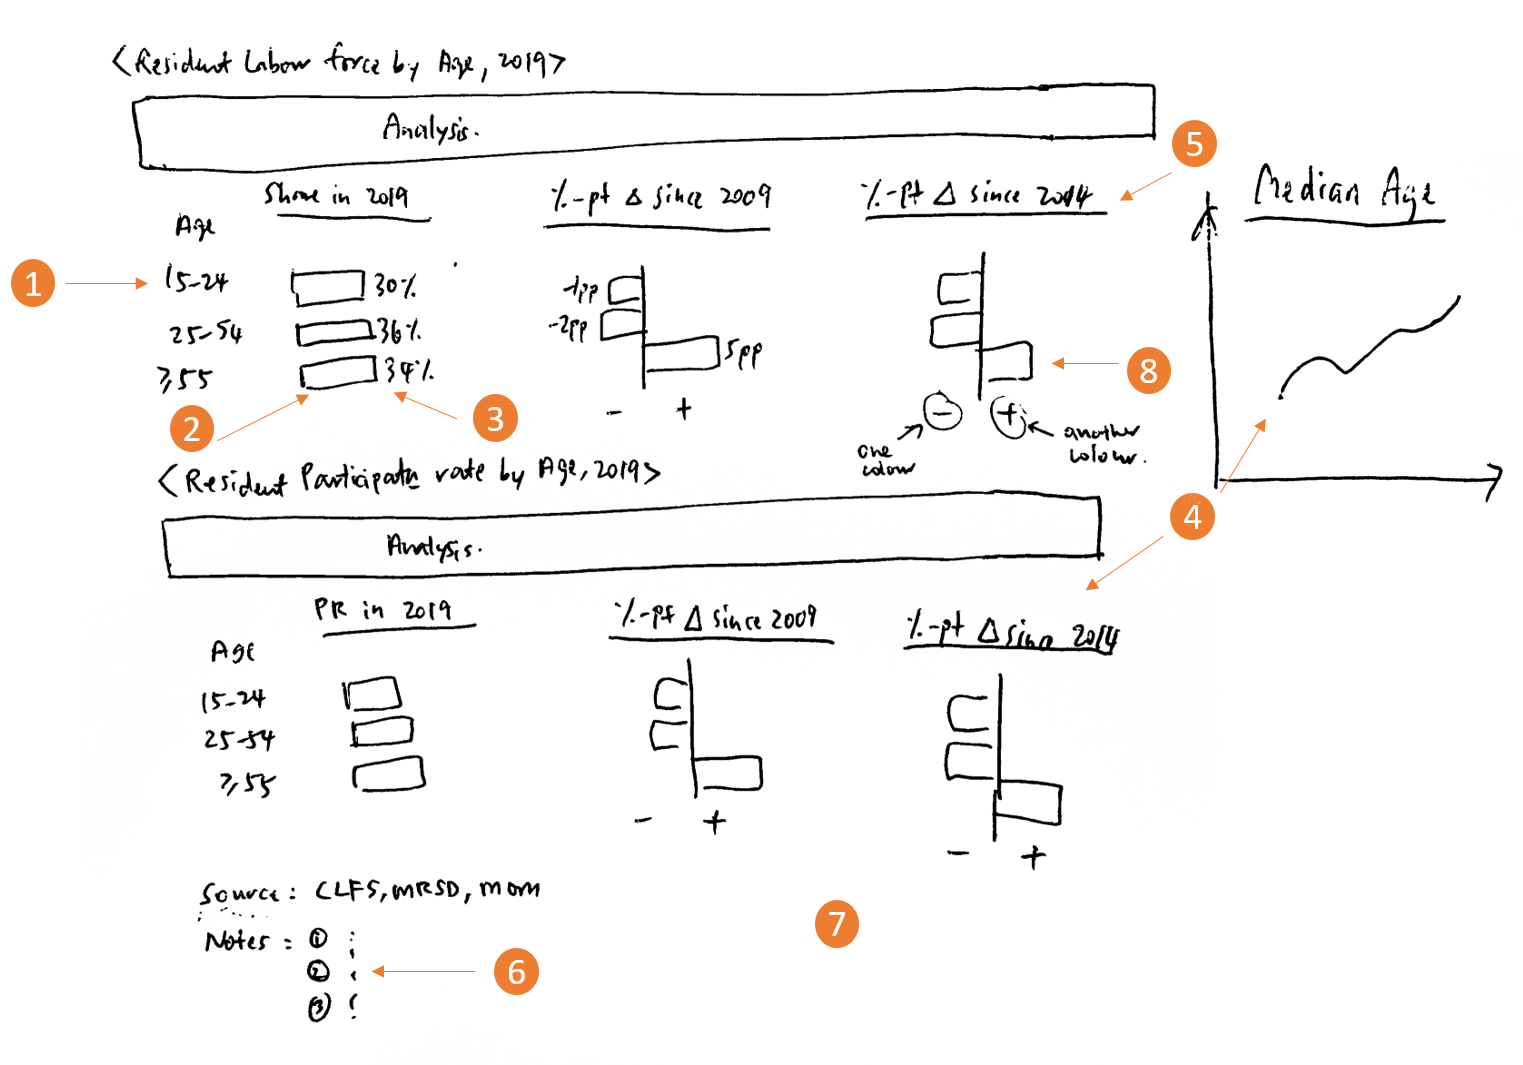 <Resident Labour force by Age, 2019>
Analysis.
5
Share in 2019
%-pt Δ since 2009
%-pt Δ since 2014
Median Age
Age
1
15-24
30%
-1pp
25-54
36%
-2pp
≥55
34%
5pp
8
2
3
-
+
-
+
one colour
another colour.
<Resident Participatn rate by Age, 2019>
4
Analysis.
PR in 2019
%-pt Δ since 2009
%-pt Δ since 2014
Age
15-24
25-54
≥55
-
+
-
+
Source: CLFS, MRSD, MOM
7
Notes: ① :
② :
③ :
6